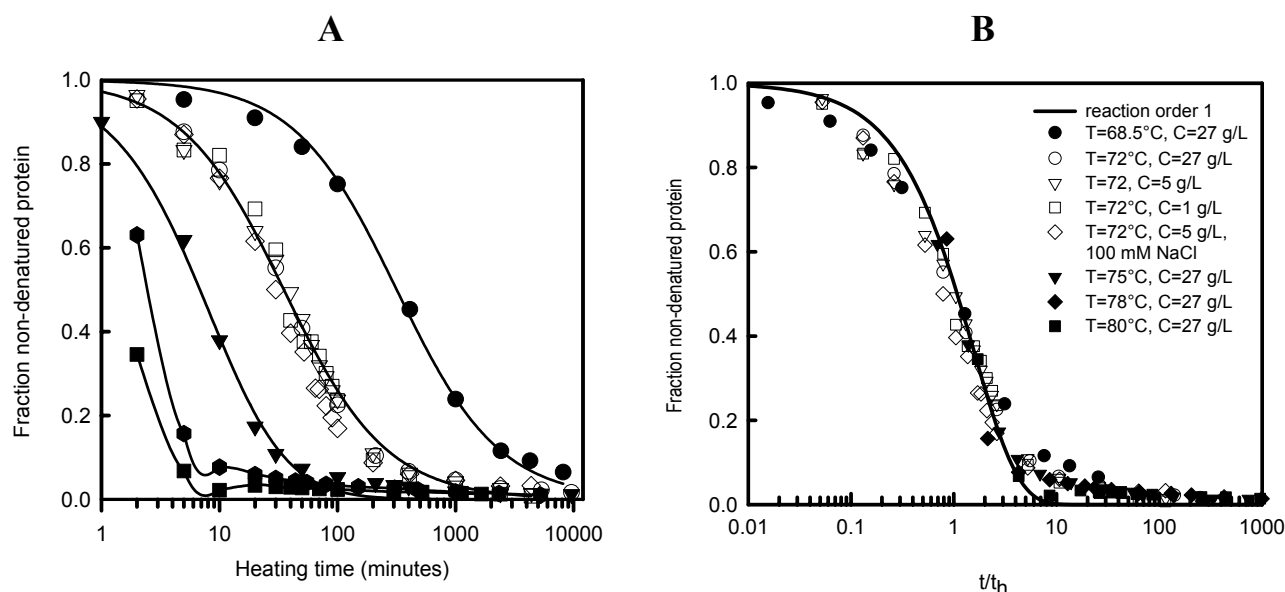 A
Fraction non-denatured protein
1.0
0.8
0.6
0.4
0.2
0.0
1
10
100
1000
10000
Heating time (minutes)
B
Fraction non-denatured protein
1.0
0.8
0.6
0.4
0.2
0.0
reaction order 1
T=68.5°C, C=27 g/L
T=72°C, C=27 g/L
T=72, C=5 g/L
T=72°C, C=1 g/L
T=72°C, C=5 g/L,
100 mM NaCl
T=75°C, C=27 g/L
T=78°C, C=27 g/L
T=80°C, C=27 g/L
0.01
0.1
1
10
100
1000
t/th